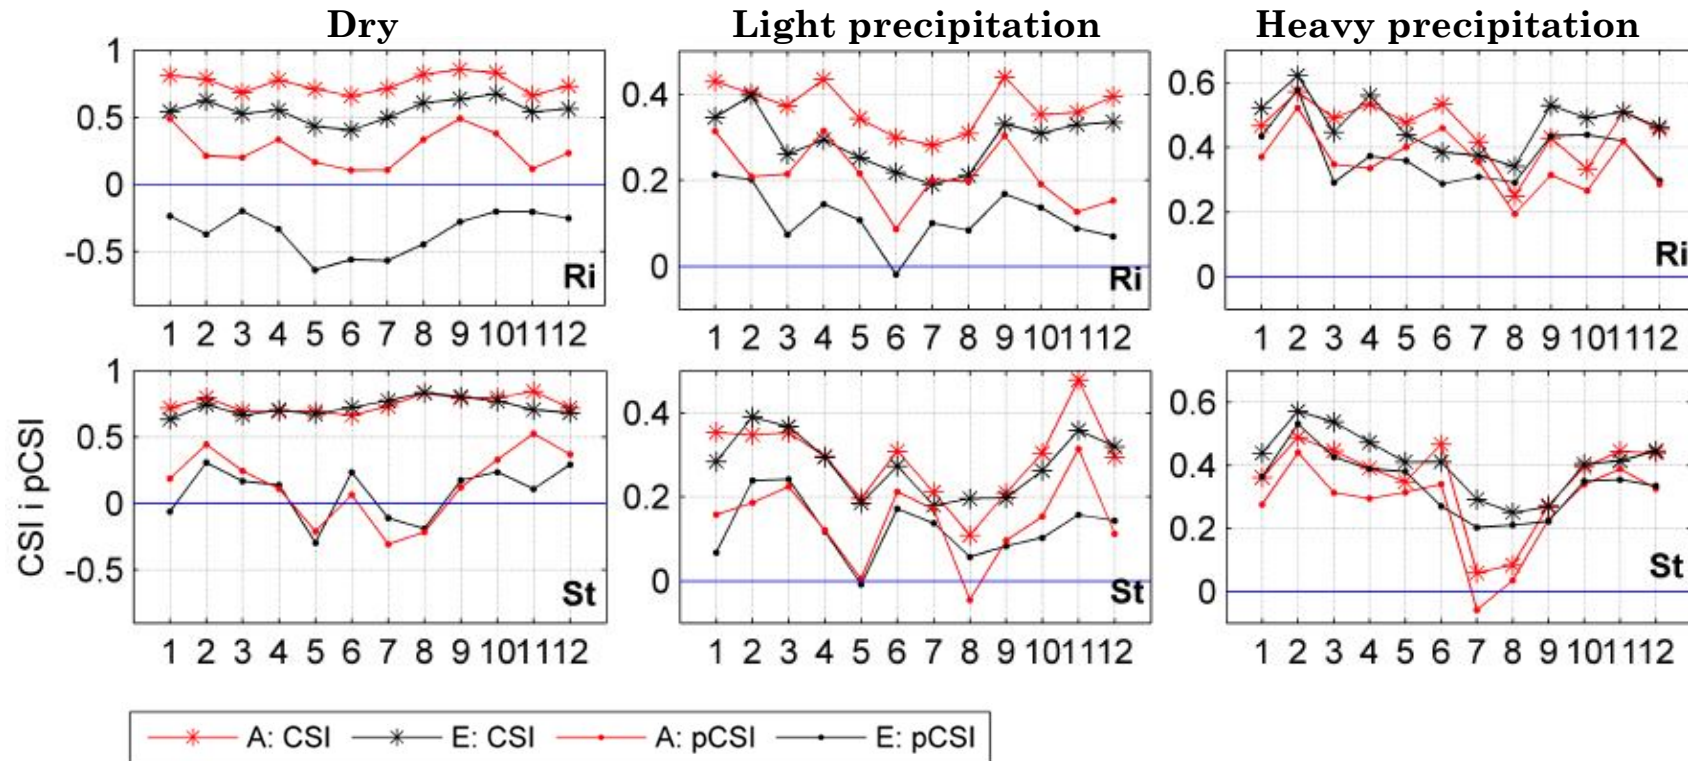 Dry Light precipitation Heavy precipitation
1 0.5 0 -0.5 Ri
0.4 0.2 0 Ri
0.6 0.4 0.2 0 Ri
1 2 3 4 5 6 7 8 9 101112
1 2 3 4 5 6 7 8 9 101112
1 2 3 4 5 6 7 8 9 101112
CSI i pCSI
1 0.5 0 -0.5 St
0.4 0.2 0 St
0.6 0.4 0.2 0 St
1 2 3 4 5 6 7 8 9 101112
1 2 3 4 5 6 7 8 9 101112
1 2 3 4 5 6 7 8 9 101112
A: CSI E: CSI A: pCSI E: pCSI